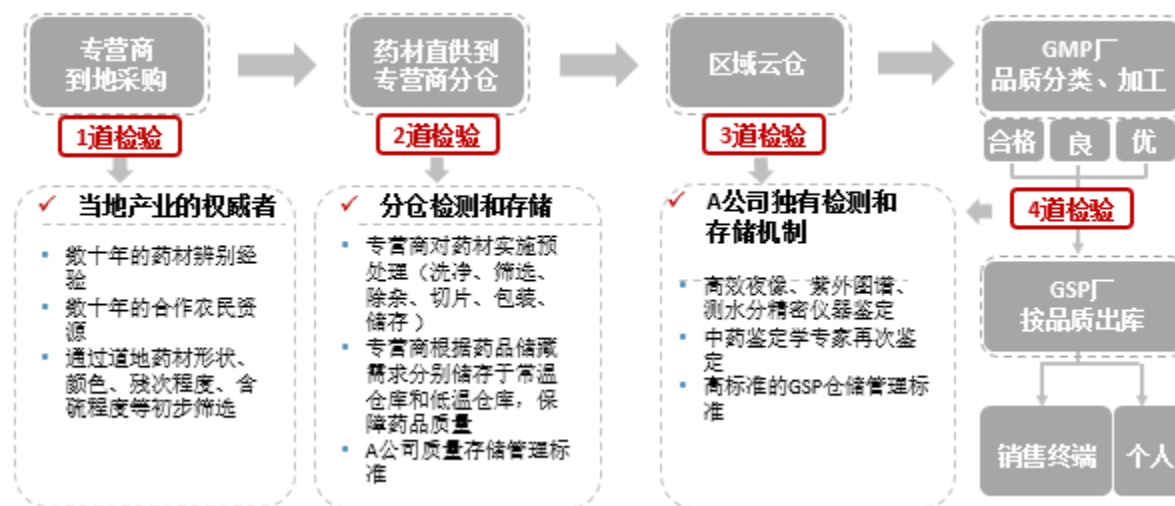 专营商
到地采购
药材直供到
专营商分仓
区域云仓
GMP厂
品质分类、加工
1道检验
2道检验
3道检验
合格
良
优
4道检验
当地产业的权威者
数十年的药材辨别经
验
数十年的合作农民资
源
通过道地药材形状、
颜色、残次程度、含
硫程度等初步筛选
分仓检测和存储
专营商对药材实施预
处理（洗净、筛选、
除杂、切片、包装、
储存）
专营商根据药品储藏
需求分别储存于常温
仓库和低温仓库，保
障药品质量
A公司质量存储管理标
准
A公司独有检测和
存储机制
高效夜像、紫外图谱、
测水分精密仪器鉴定
中药鉴定学专家再次鉴
定
高标准的GSP仓储管理标
准
GSP厂
按品质出库
销售终端
个人